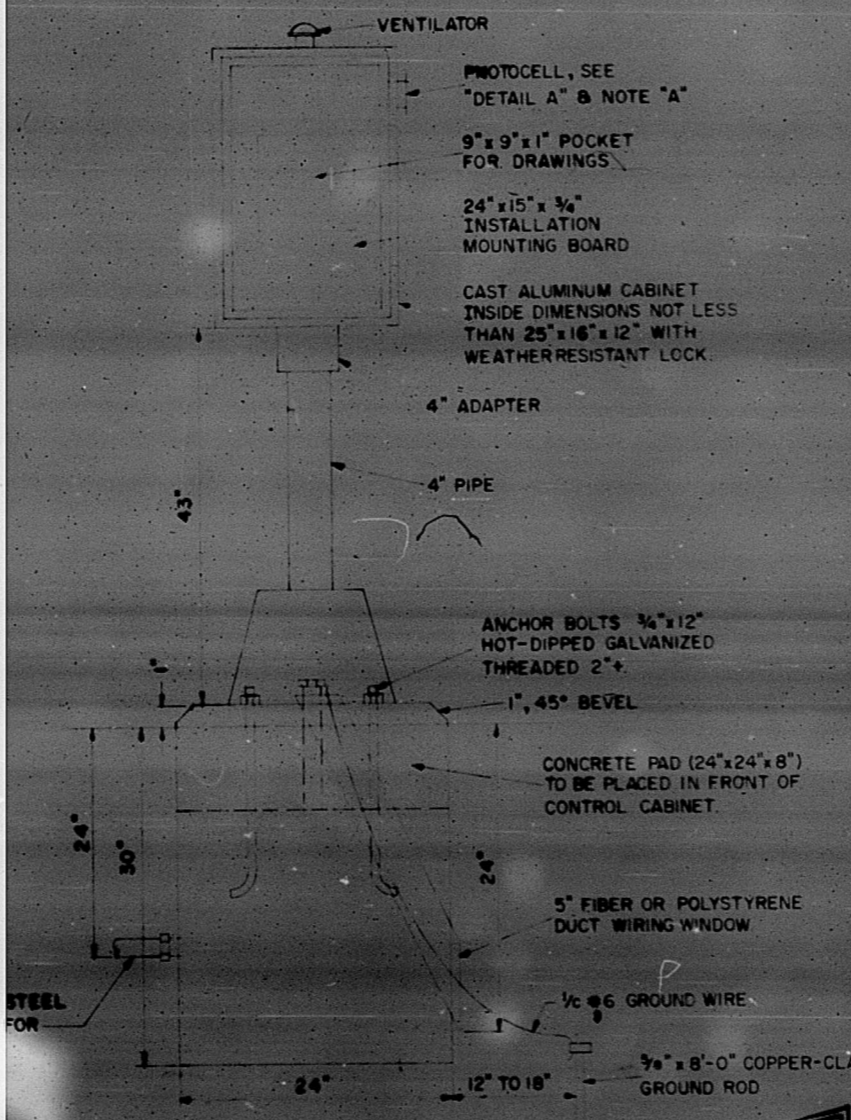 VENTILATOR
PHOTOCELL, SEE
"DETAIL A" & NOTE "A"
9" x 9" x 1" POCKET
FOR DRAWINGS
24" x 15" x 3/4"
INSTALLATION
MOUNTING BOARD
CAST ALUMINUM CABINET
INSIDE DIMENSIONS NOT LESS
THAN 25" x 16" x 12" WITH
WEATHER RESISTANT LOCK.
4" ADAPTER
4" PIPE
43"
ANCHOR BOLTS 3/4" x 12"
HOT-DIPPED GALVANIZED
THREADED 2"+.
1"
1", 45° BEVEL
CONCRETE PAD (24" x 24" x 8")
TO BE PLACED IN FRONT OF
CONTROL CABINET.
24"
30"
24"
5" FIBER OR POLYSTYRENE
DUCT WIRING WINDOW
STEEL
FOR
1/C #6 GROUND WIRE
5/8" x 8'-0" COPPER-CLA
GROUND ROD
24"
12" TO 18"